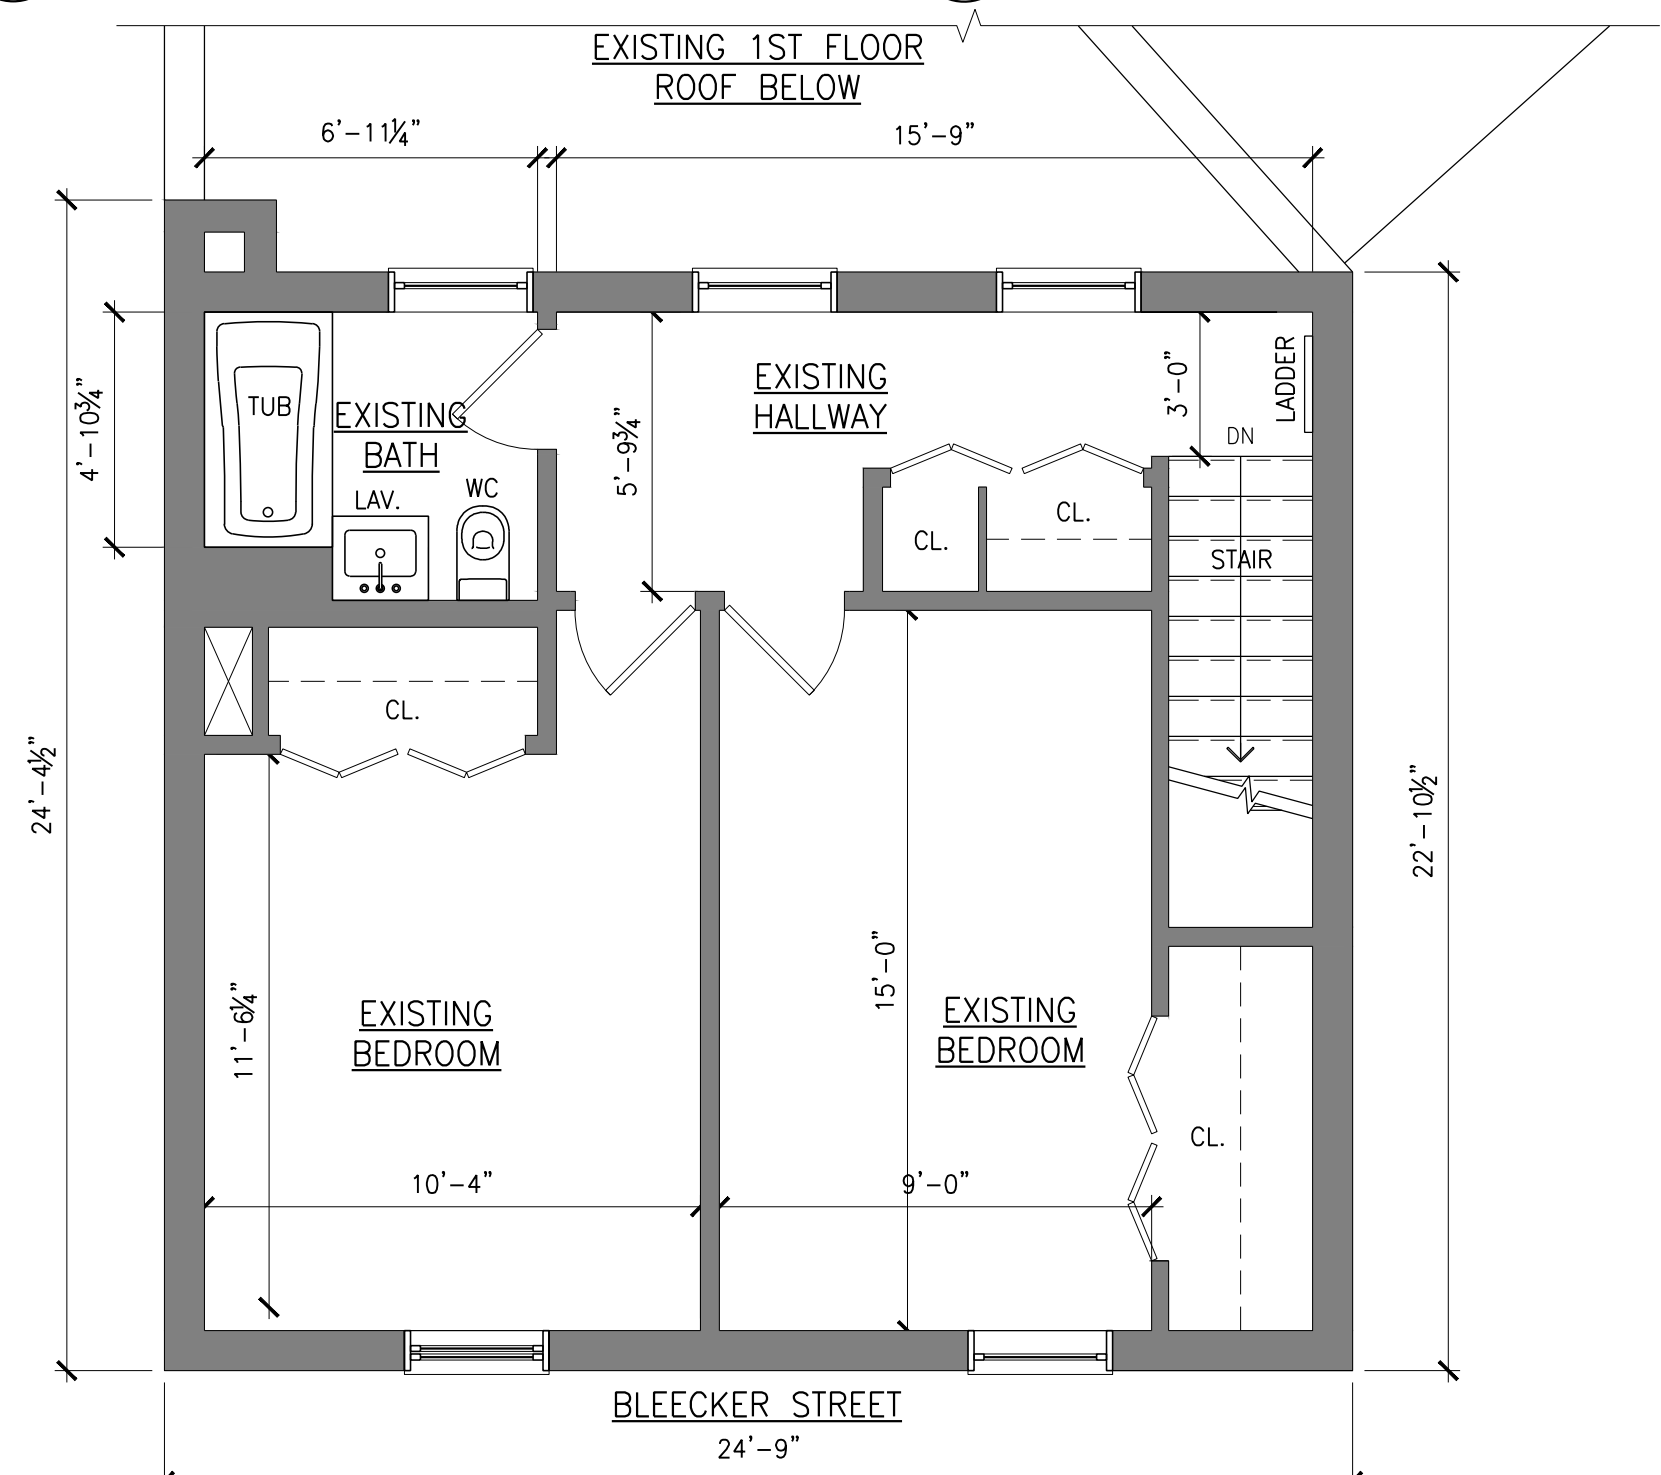 EXISTING 1ST FLOOR
ROOF BELOW
6'-11¼"
15'-9"
4'-10¾"
TUB
EXISTING
BATH
LAV.
WC
5'-9¾"
EXISTING
HALLWAY
3'-0"
LADDER
DN
CL.
CL.
STAIR
CL.
24'-4½"
22'-10½"
11'-6¼"
EXISTING
BEDROOM
15'-0"
EXISTING
BEDROOM
CL.
10'-4"
9'-0"
BLEECKER STREET
24'-9"